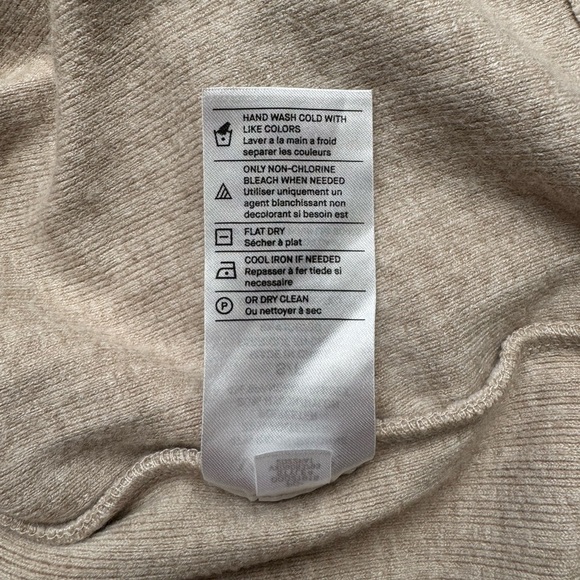 HAND WASH COLD WITH
LIKE COLORS
Laver a la main a froid
separer les couleurs
ONLY NON-CHLORINE
BLEACH WHEN NEEDED
Utiliser uniquement un
agent blanchissant non
decolorant si besoin est
FLAT DRY
Sécher à plat
COOL IRON IF NEEDED
Repasser à fer tiede si
necessaire
P
OR DRY CLEAN
Ou nettoyer à sec